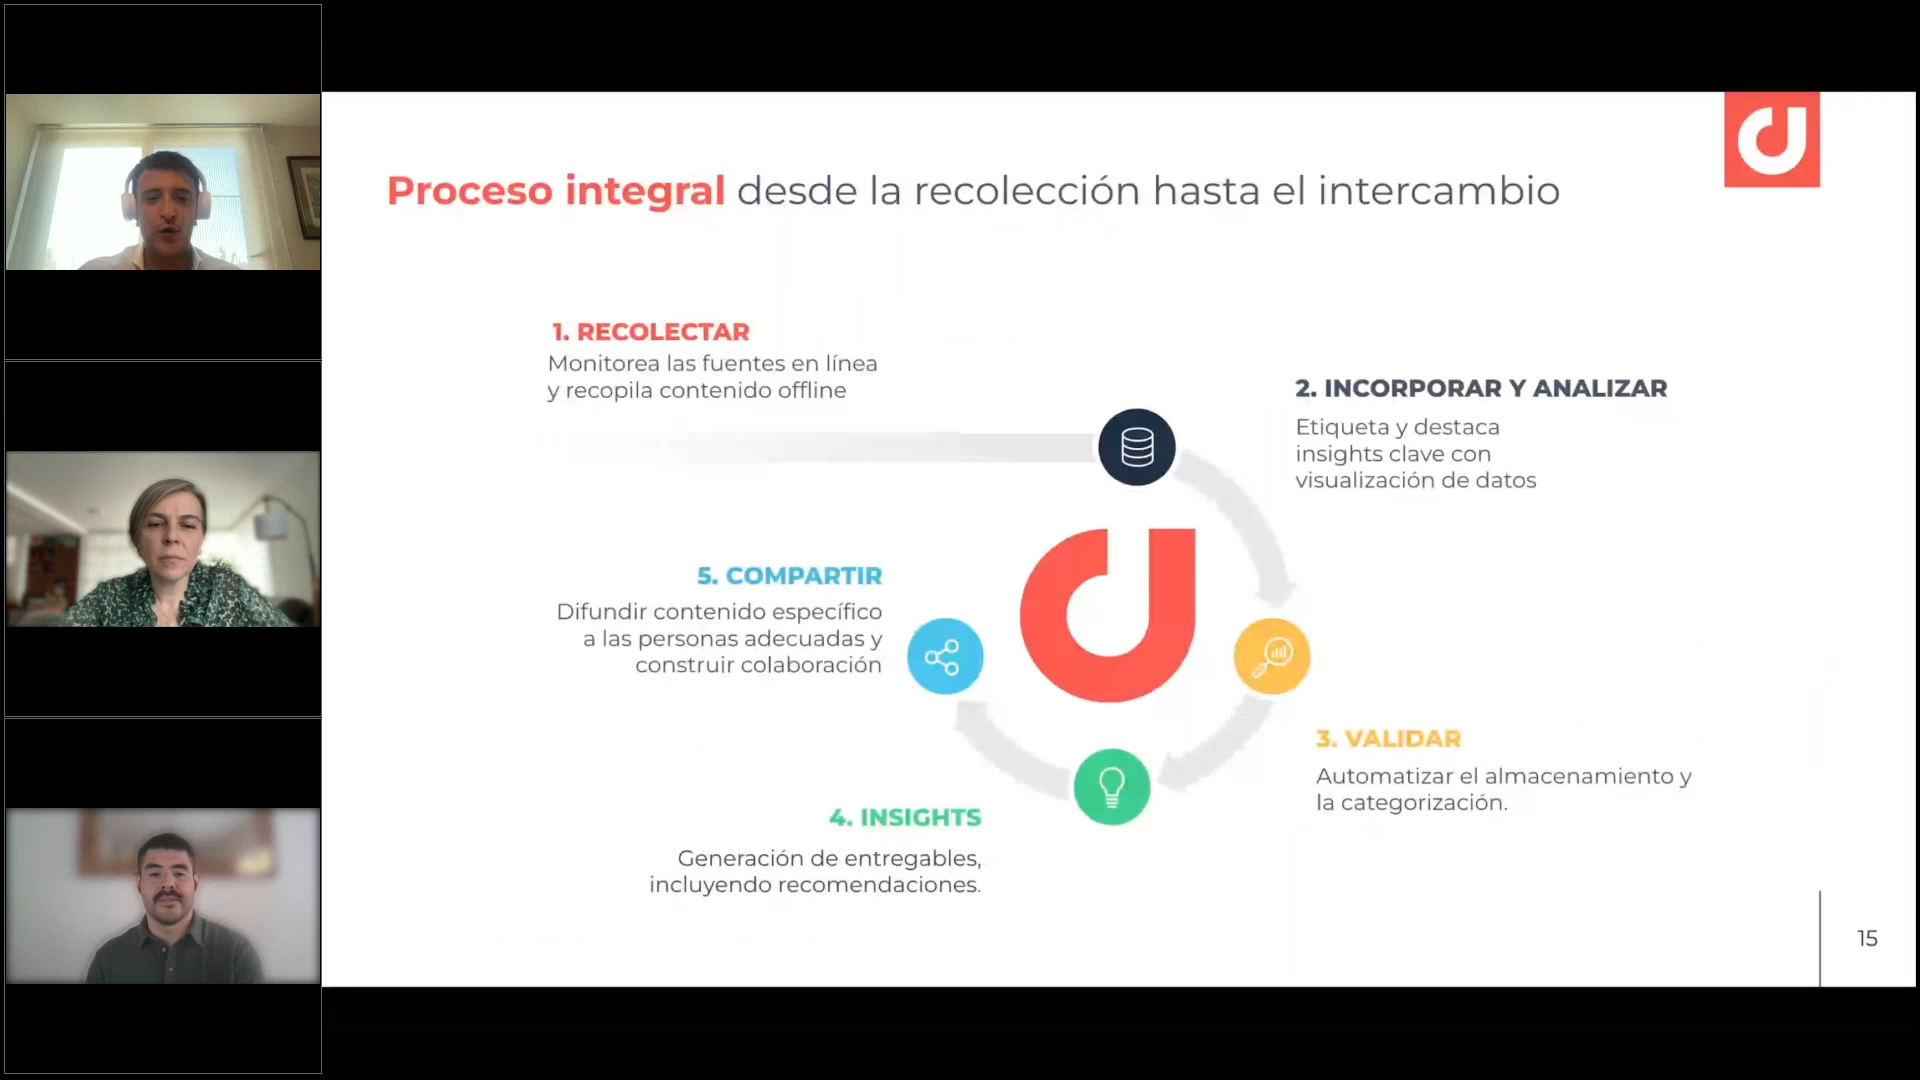 Proceso integral desde la recolección hasta el intercambio
1. RECOLECTAR
Monitorea las fuentes en línea
y recopila contenido offline
2. INCORPORAR Y ANALIZAR
Etiqueta y destaca
insights clave con
visualización de datos
3. VALIDAR
Automatizar el almacenamiento y
la categorización.
4. INSIGHTS
Generación de entregables,
incluyendo recomendaciones.
5. COMPARTIR
Difundir contenido específico
a las personas adecuadas y
construir colaboración
15